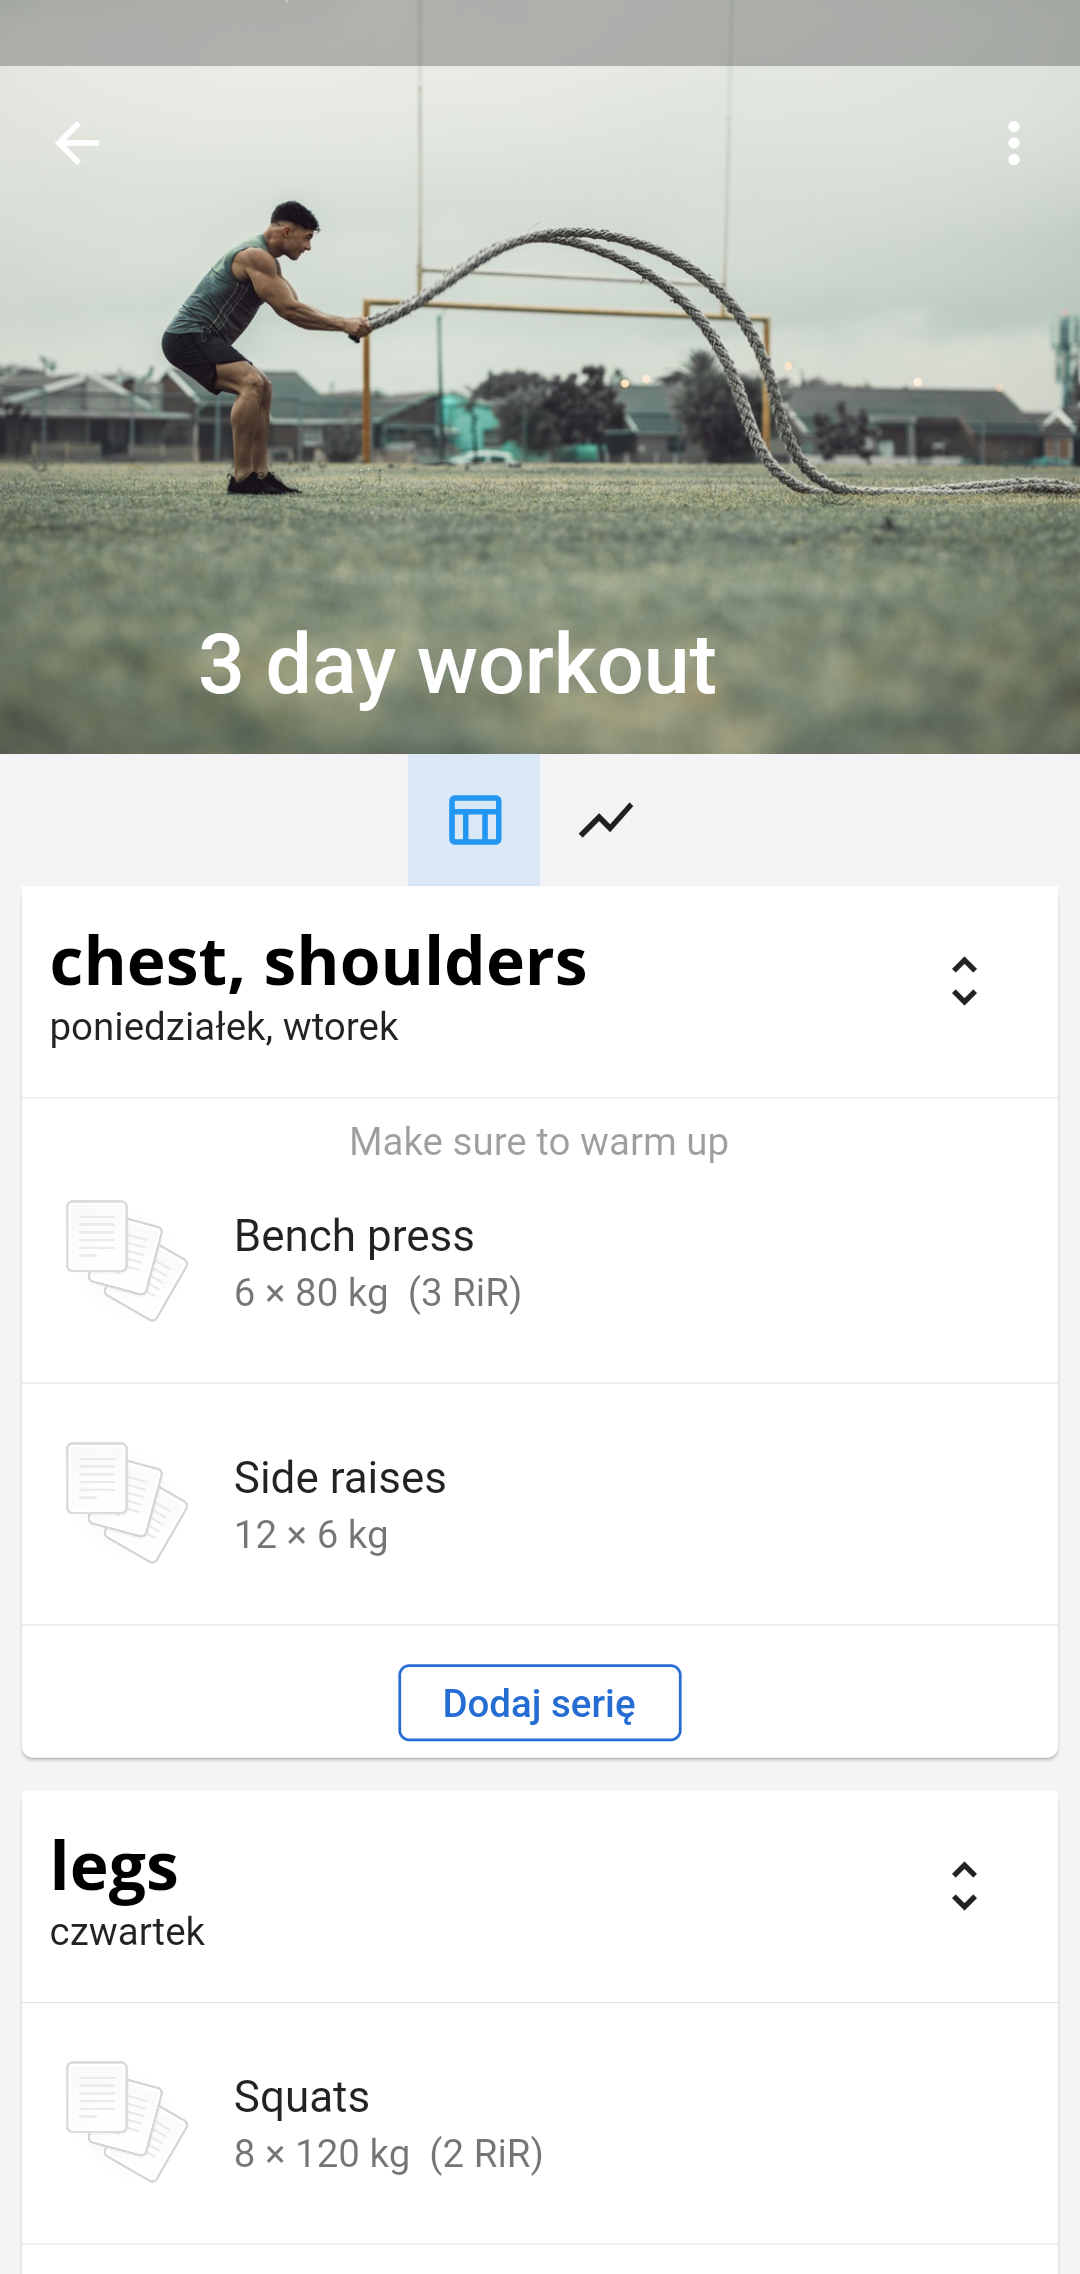 3 day workout
chest, shoulders
poniedziałek, wtorek
Make sure to warm up
Bench press
6 × 80 kg (3 RiR)
Side raises
12 × 6 kg
Dodaj serię
legs
czwartek
Squats
8 × 120 kg (2 RiR)